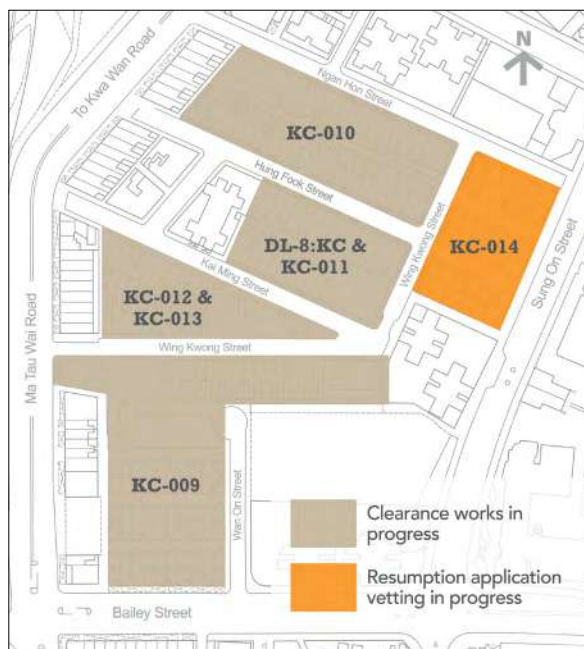 N
To Kwa Wan Road
Ngan Hon Street
KC-010
Hung Fook Street
Wing Kwong Street
KC-014
DL-8:KC &
KC-011
Sung On Street
Kai Ming Street
KC-012 &
KC-013
Ma Tau Wai Road
Wing Kwong Street
KC-009
Wan On Street
Clearance works in
progress
Resumption application
vetting in progress
Bailey Street